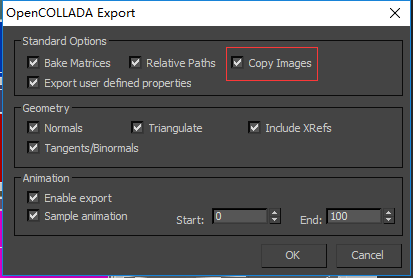 OpenCOLLADA Export
Standard Options
Bake Matrices Relative Paths Copy Images
Export user defined properties
Geometry
Normals Triangulate Include XRefs
Tangents/Binormals
Animation
Enable export
Sample animation Start: 0 End: 100
OK Cancel